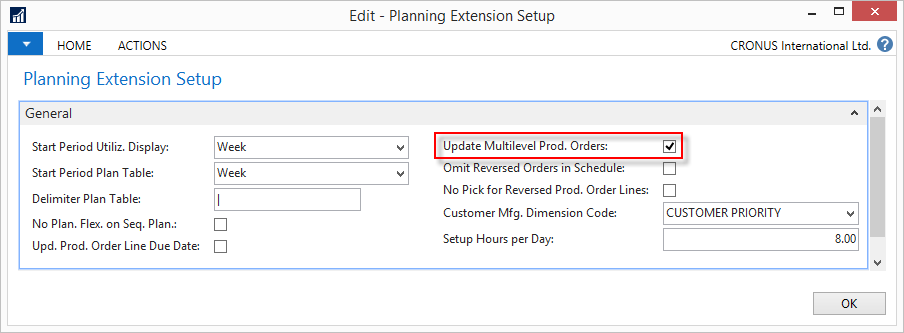 Edit - Planning Extension Setup
HOME ACTIONS CRONUS International Ltd. ?
Planning Extension Setup
General
Start Period Utiliz. Display: Week
Start Period Plan Table: Week
Delimiter Plan Table: |
No Plan. Flex. on Seq. Plan.:
Upd. Prod. Order Line Due Date:
Update Multilevel Prod. Orders:
Omit Reversed Orders in Schedule:
No Pick for Reversed Prod. Order Lines:
Customer Mfg. Dimension Code: CUSTOMER PRIORITY
Setup Hours per Day: 8.00
OK